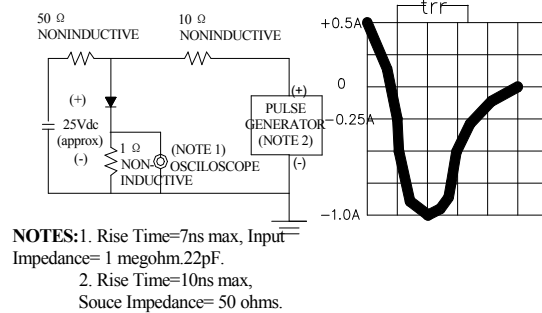 50 Ω
NONINDUCTIVE
10 Ω
NONINDUCTIVE
(+)
25Vdc
(approx)
(-)
1 Ω
NON-
INDUCTIVE
(NOTE 1)
OSCILOSCOPE
(+)
PULSE
GENERATOR
(NOTE 2)
(-)
trr
+0.5A
0
-0.25A
-1.0A
NOTES:1. Rise Time=7ns max, Input
Impedance= 1 megohm.22pF.
2. Rise Time=10ns max,
Souce Impedance= 50 ohms.